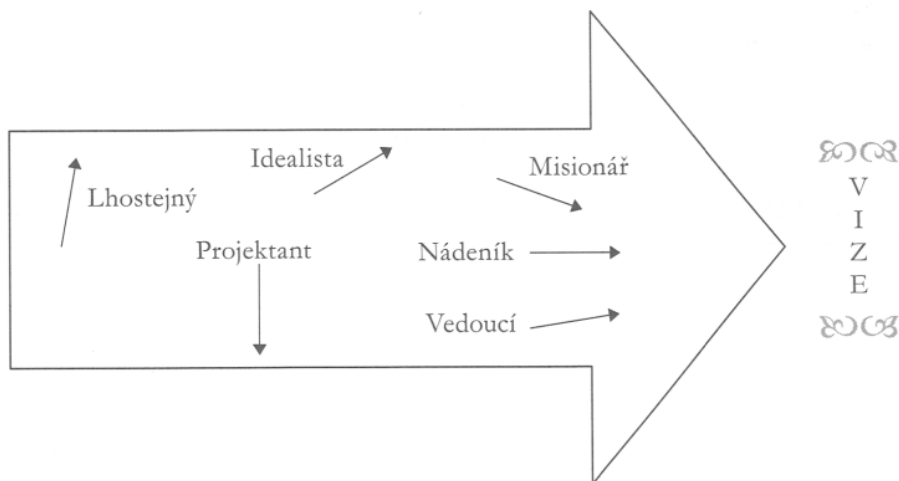 Idealista
Misionář
Lhostejný
Projektant
Nádeník
Vedoucí
V
I
Z
E